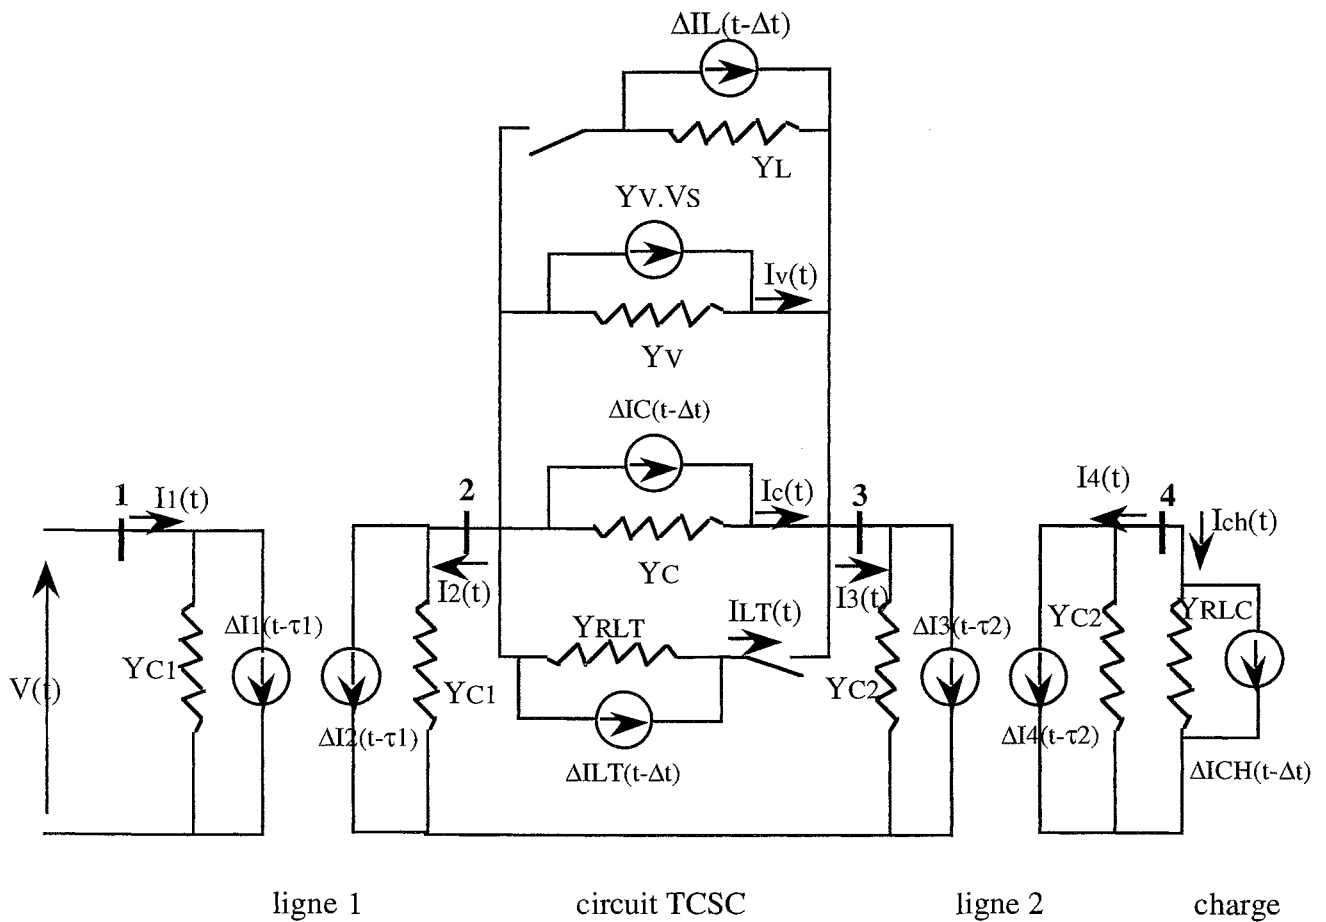 ΔIL(t-Δt)
YL
YV.VS
Iv(t)
YV
ΔIC(t-Δt)
1
I1(t)
2
Ic(t)
3
I4(t)
4
Ich(t)
YC
I2(t)
I3(t)
YRLT
ILT(t)
ΔI1(t-τ1)
ΔI3(t-τ2)
YC2
YRLC
YC1
YC1
YC2
V(t)
ΔI2(t-τ1)
ΔI4(t-τ2)
ΔILT(t-Δt)
ΔICH(t-Δt)
ligne 1
circuit TCSC
ligne 2
charge